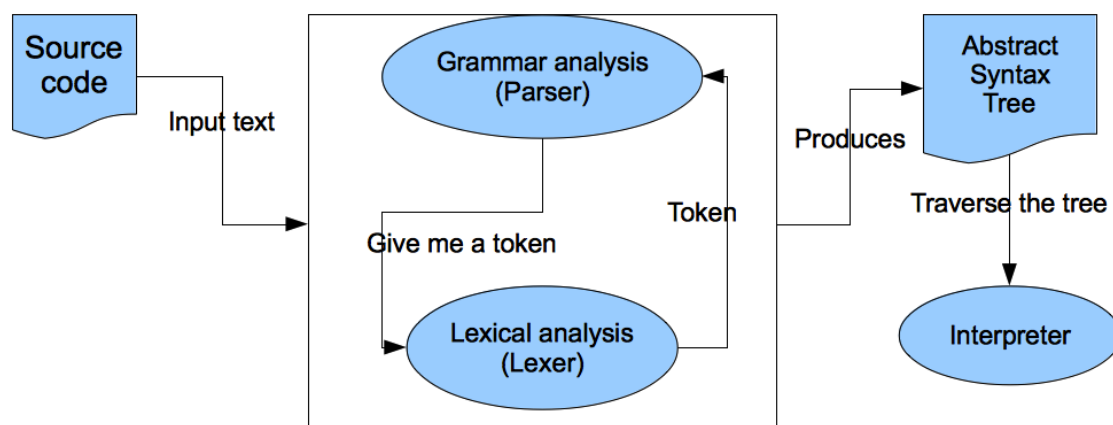 Source
code
Input text
Grammar analysis
(Parser)
Give me a token
Token
Lexical analysis
(Lexer)
Produces
Abstract
Syntax
Tree
Traverse the tree
Interpreter